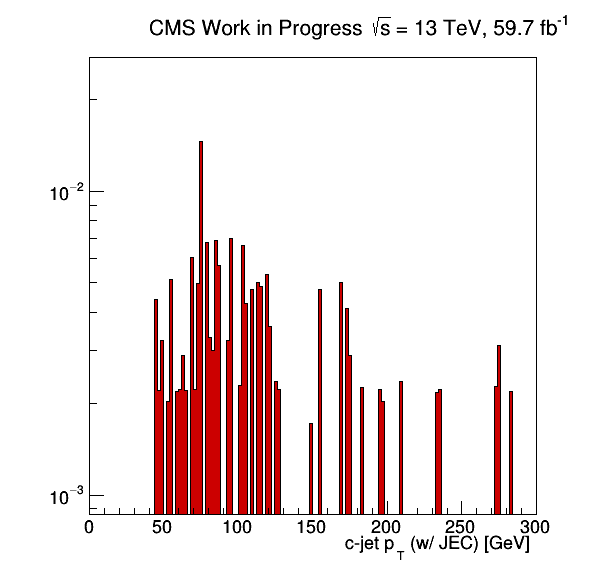 CMS Work in Progress √s = 13 TeV, 59.7 fb⁻¹
10⁻²
10⁻³
0 50 100 150 200 250 300
c-jet p_T (w/ JEC) [GeV]